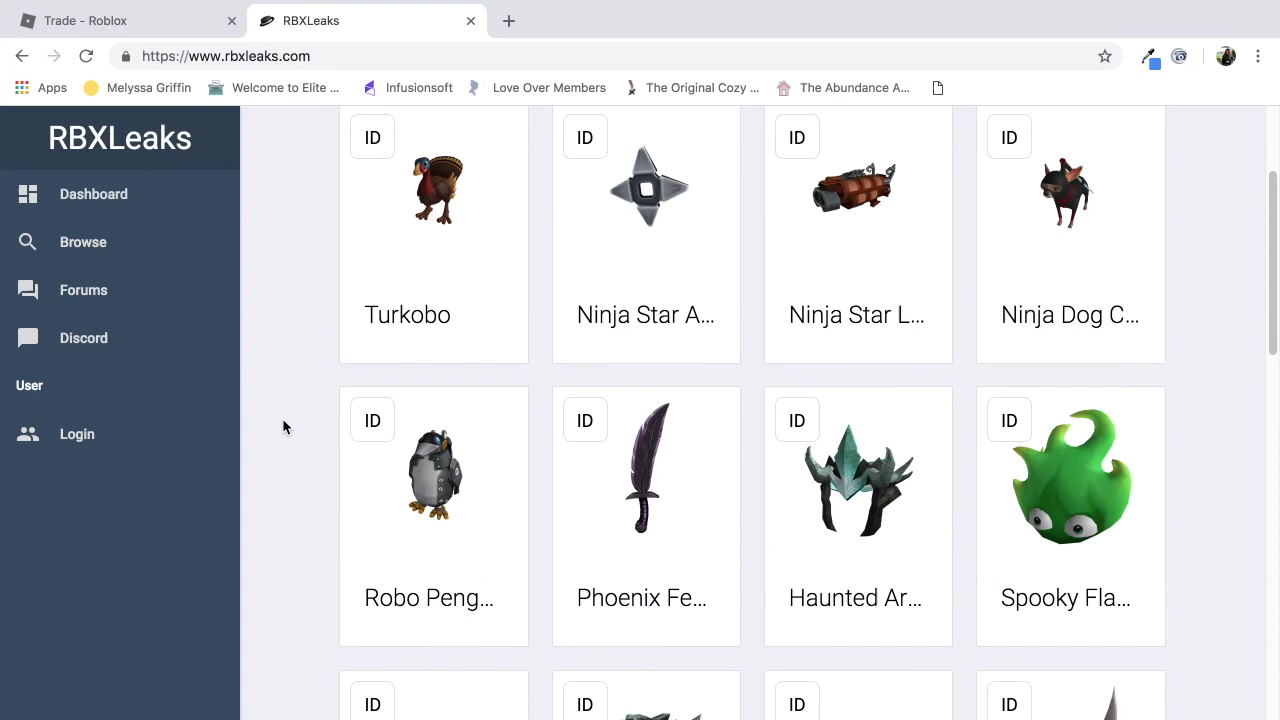 Trade - Roblox
RBXLeaks
https://www.rbxleaks.com
Apps
Melyssa Griffin
Welcome to Elite ...
Infusionsoft
Love Over Members
The Original Cozy ...
The Abundance A...
RBXLeaks
Dashboard
Browse
Forums
Discord
User
Login
ID
ID
ID
ID
Turkobo
Ninja Star A...
Ninja Star L...
Ninja Dog C...
ID
ID
ID
ID
Robo Peng...
Phoenix Fe...
Haunted Ar...
Spooky Fla...
ID
ID
ID
ID